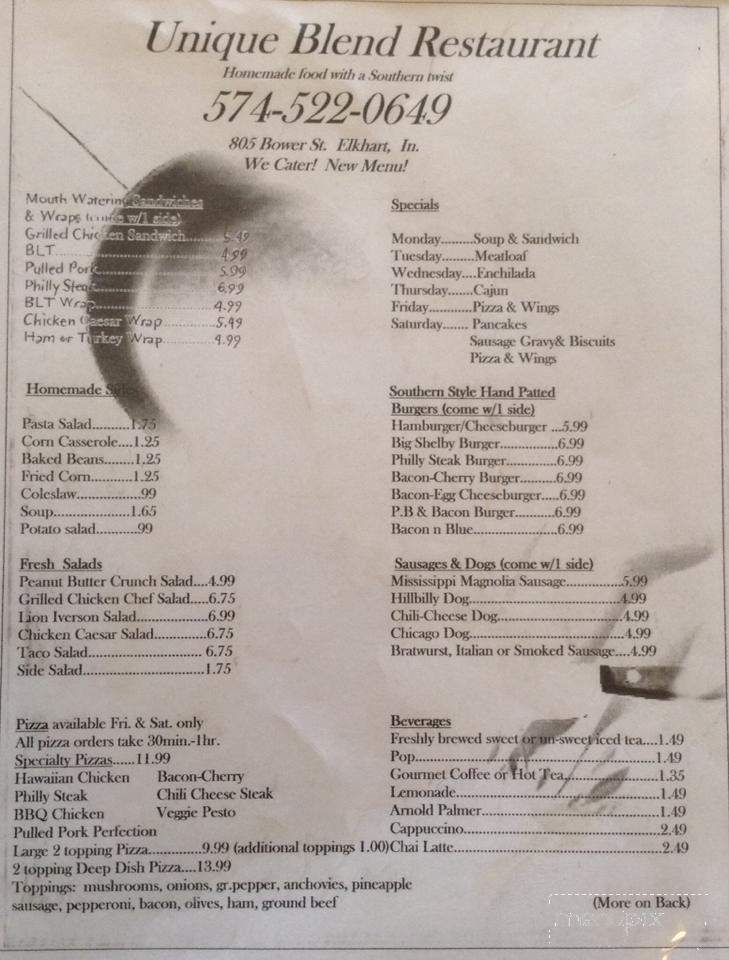 Unique Blend Restaurant
Homemade food with a Southern twist
574-522-0649
805 Bower St. Elkhart, In.
We Cater! New Menu!
Mouth Watering Sandwiches
& Wraps (come w/1 side)
Grilled Chicken Sandwich........5.49
BLT.......................................4.99
Pulled Pork............................5.99
Philly Steak...........................6.99
BLT Wrap............................4.99
Chicken Caesar Wrap............5.49
Ham or Turkey Wrap............4.99
Homemade Sides
Pasta Salad..........1.75
Corn Casserole....1.25
Baked Beans........1,25
Fried Corn...........1.25
Coleslaw.................99
Soup....................1.65
Potato salad...........99
Fresh Salads
Peanut Butter Crunch Salad....4.99
Grilled Chicken Chef Salad.....6.75
Lion Iverson Salad.................6.99
Chicken Caesar Salad.............6.75
Taco Salad............................ 6.75
Side Salad..............................1.75
Pizza available Fri. & Sat. only
All pizza orders take 30min.-1hr.
Specialty Pizzas......11.99
Hawaiian Chicken Bacon-Cherry
Philly Steak Chili Cheese Steak
BBQ Chicken Veggie Pesto
Pulled Pork Perfection
Large 2 topping Pizza..............9.99 (additional toppings 1.00)
2 topping Deep Dish Pizza....13.99
Toppings: mushrooms, onions, gr.pepper, anchovies, pineapple
sausage, pepperoni, bacon, olives, ham, ground beef
Specials
Monday.........Soup & Sandwich
Tuesday.........Meatloaf
Wednesday....Enchilada
Thursday.......Cajun
Friday............Pizza & Wings
Saturday....... Pancakes
Sausage Gravy& Biscuits
Pizza & Wings
Southern Style Hand Patted
Burgers (come w/1 side)
Hamburger/Cheeseburger ...5.99
Big Shelby Burger..............6.99
Philly Steak Burger.............6.99
Bacon-Cherry Burger.........6.99
Bacon-Egg Cheeseburger.....6.99
P.B & Bacon Burger..........6.99
Bacon n Blue.....................6.99
Sausages & Dogs (come w/1 side)
Mississippi Magnolia Sausage...............5.99
Hillbilly Dog........................................4.99
Chili-Cheese Dog.................................4.99
Chicago Dog.........................................4.99
Bratwurst, Italian or Smoked Sausage....4.99
Beverages
Freshly brewed sweet or un-sweet iced tea....1.49
Pop................................................................1.49
Gourmet Coffee or Hot Tea........................1.35
Lemonade.....................................................1.49
Arnold Palmer................................................1.49
Cappuccino.....................................................2.49
Chai Latte........................................................2.49
(More on Back)
menupix